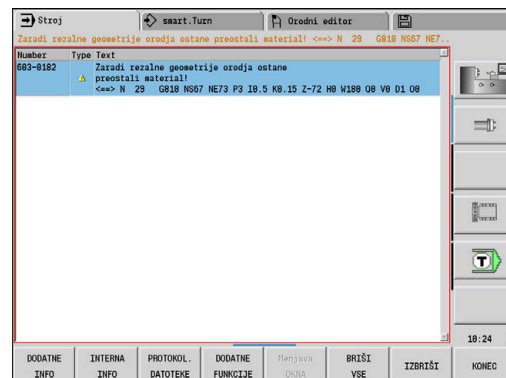 Stroj
smart.Turn
Orodni editor
Zaradi rezalne geometrije orodja ostane preostali material! <==> N 29 G810 NS67 NE7..
Number Type Text
603-0182 Zaradi rezalne geometrije orodja ostane
preostali material!
<==> N 29 G810 NS67 NE73 P3 I0.5 K0.15 Z-72 H0 W180 Q0 V0 D1 O0
T
18:24
DODATNE INFO
INTERNA INFO
PROTOKOL. DATOTEKE
DODATNE FUNKCIJE
Menjava OKNA
BRIŠI VSE
IZBRIŠI
KONEC